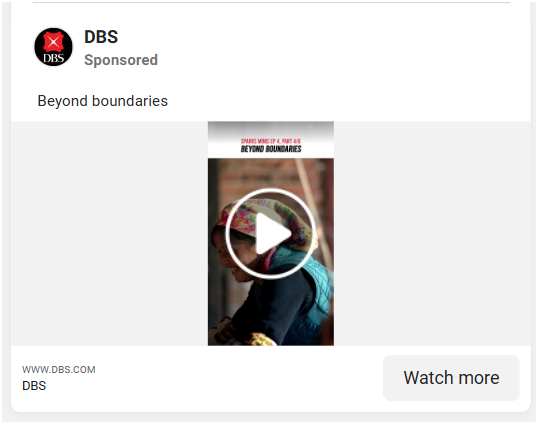 DBS
DBS
Sponsored
Beyond boundaries
SPARKS MINIS EP 4, PART 4/6
BEYOND BOUNDARIES
WWW.DBS.COM
DBS
Watch more